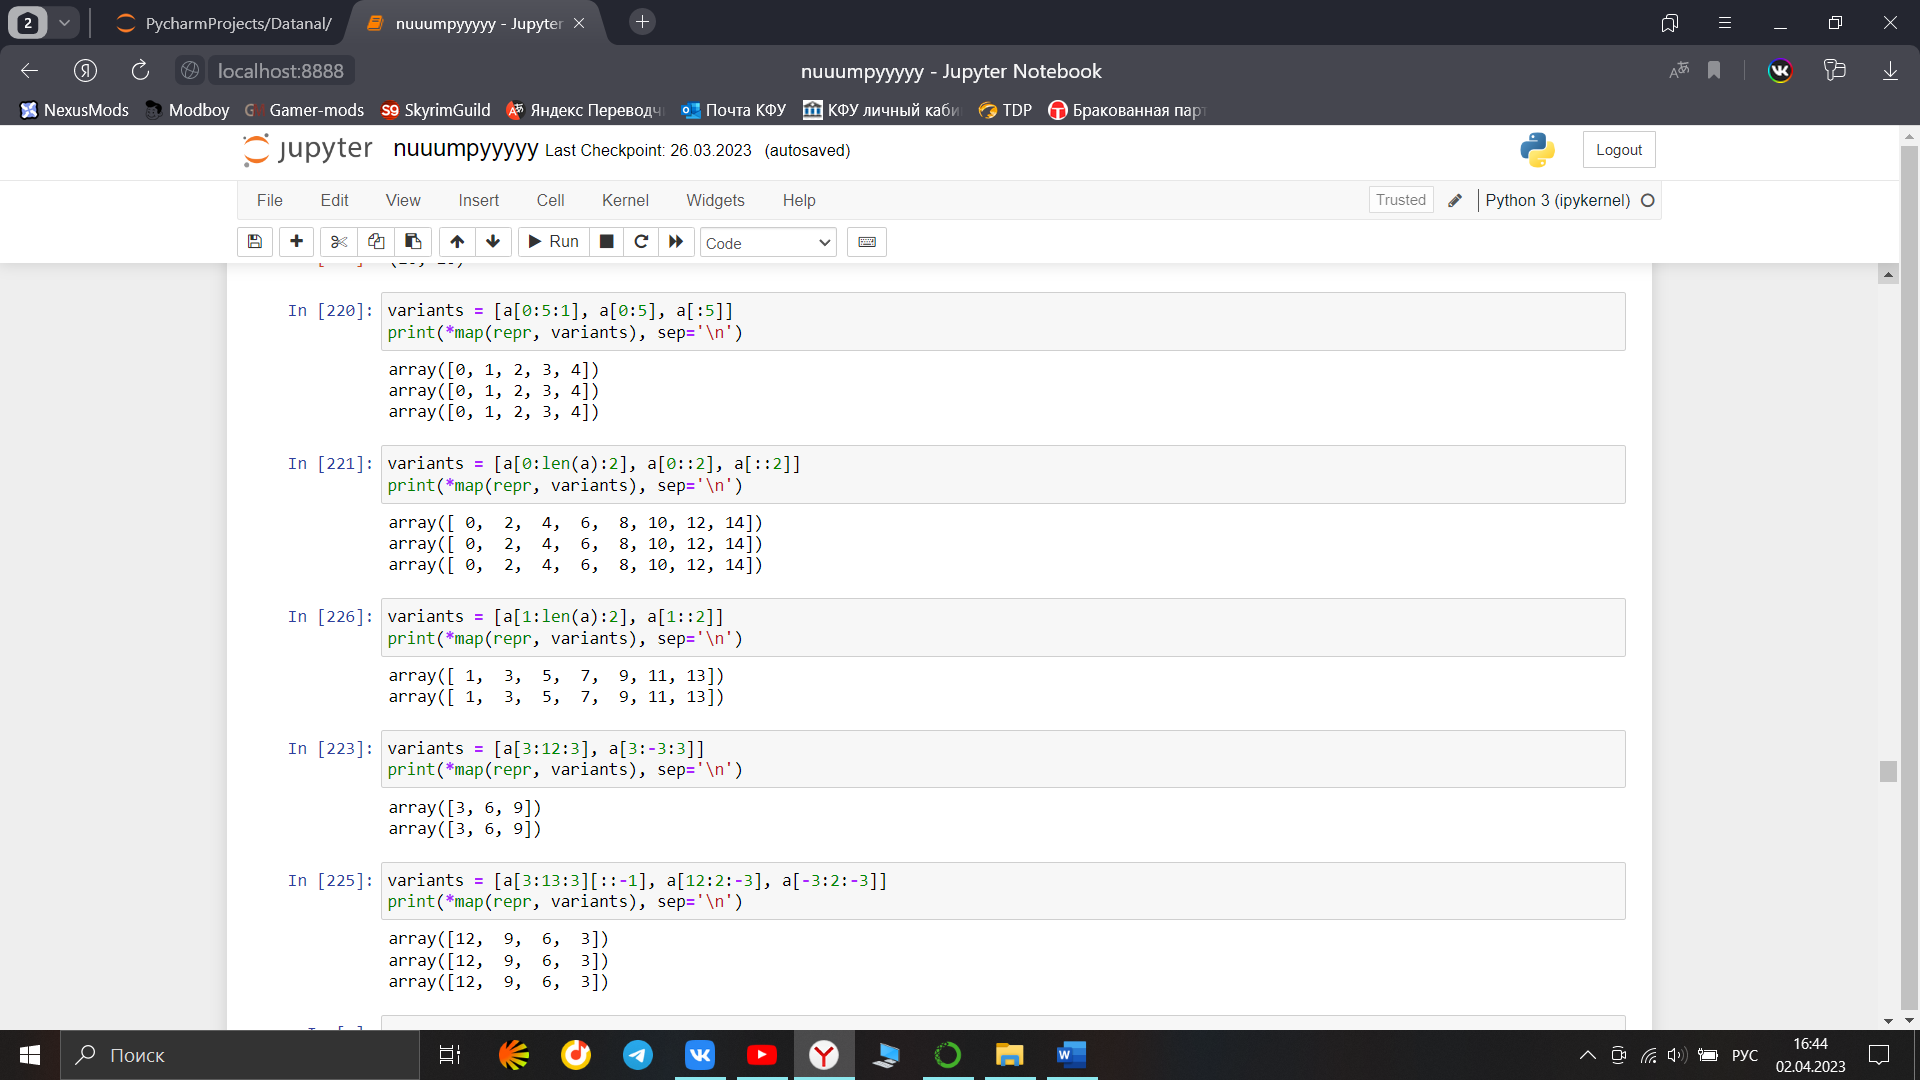 2
PycharmProjects/Datanal/
nuuumpyyyyy - Jupyter
localhost:8888
nuuumpyyyyy - Jupyter Notebook
NexusMods
Modboy
Gamer-mods
SkyrimGuild
Яндекс Переводч
Почта КФУ
КФУ личный каби
TDP
Бракованная пар
jupyter
nuuumpyyyyy Last Checkpoint: 26.03.2023 (autosaved)
Logout
File Edit View Insert Cell Kernel Widgets Help
Trusted
Python 3 (ipykernel)
Run
Code
In [220]: variants = [a[0:5:1], a[0:5], a[:5]]
print(*map(repr, variants), sep='\n')
array([0, 1, 2, 3, 4])
array([0, 1, 2, 3, 4])
array([0, 1, 2, 3, 4])
In [221]: variants = [a[0:len(a):2], a[0::2], a[::2]]
print(*map(repr, variants), sep='\n')
array([ 0,  2,  4,  6,  8, 10, 12, 14])
array([ 0,  2,  4,  6,  8, 10, 12, 14])
array([ 0,  2,  4,  6,  8, 10, 12, 14])
In [226]: variants = [a[1:len(a):2], a[1::2]]
print(*map(repr, variants), sep='\n')
array([ 1,  3,  5,  7,  9, 11, 13])
array([ 1,  3,  5,  7,  9, 11, 13])
In [223]: variants = [a[3:12:3], a[3:-3:3]]
print(*map(repr, variants), sep='\n')
array([3, 6, 9])
array([3, 6, 9])
In [225]: variants = [a[3:13:3][::-1], a[12:2:-3], a[-3:2:-3]]
print(*map(repr, variants), sep='\n')
array([12,  9,  6,  3])
array([12,  9,  6,  3])
array([12,  9,  6,  3])
Поиск
РУС
16:44
02.04.2023